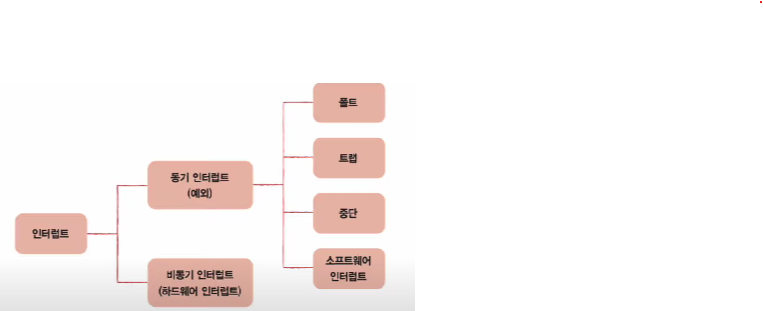 폴트
트랩
동기 인터럽트
(예외)
중단
인터럽트
소프트웨어
인터럽트
비동기 인터럽트
(하드웨어 인터럽트)